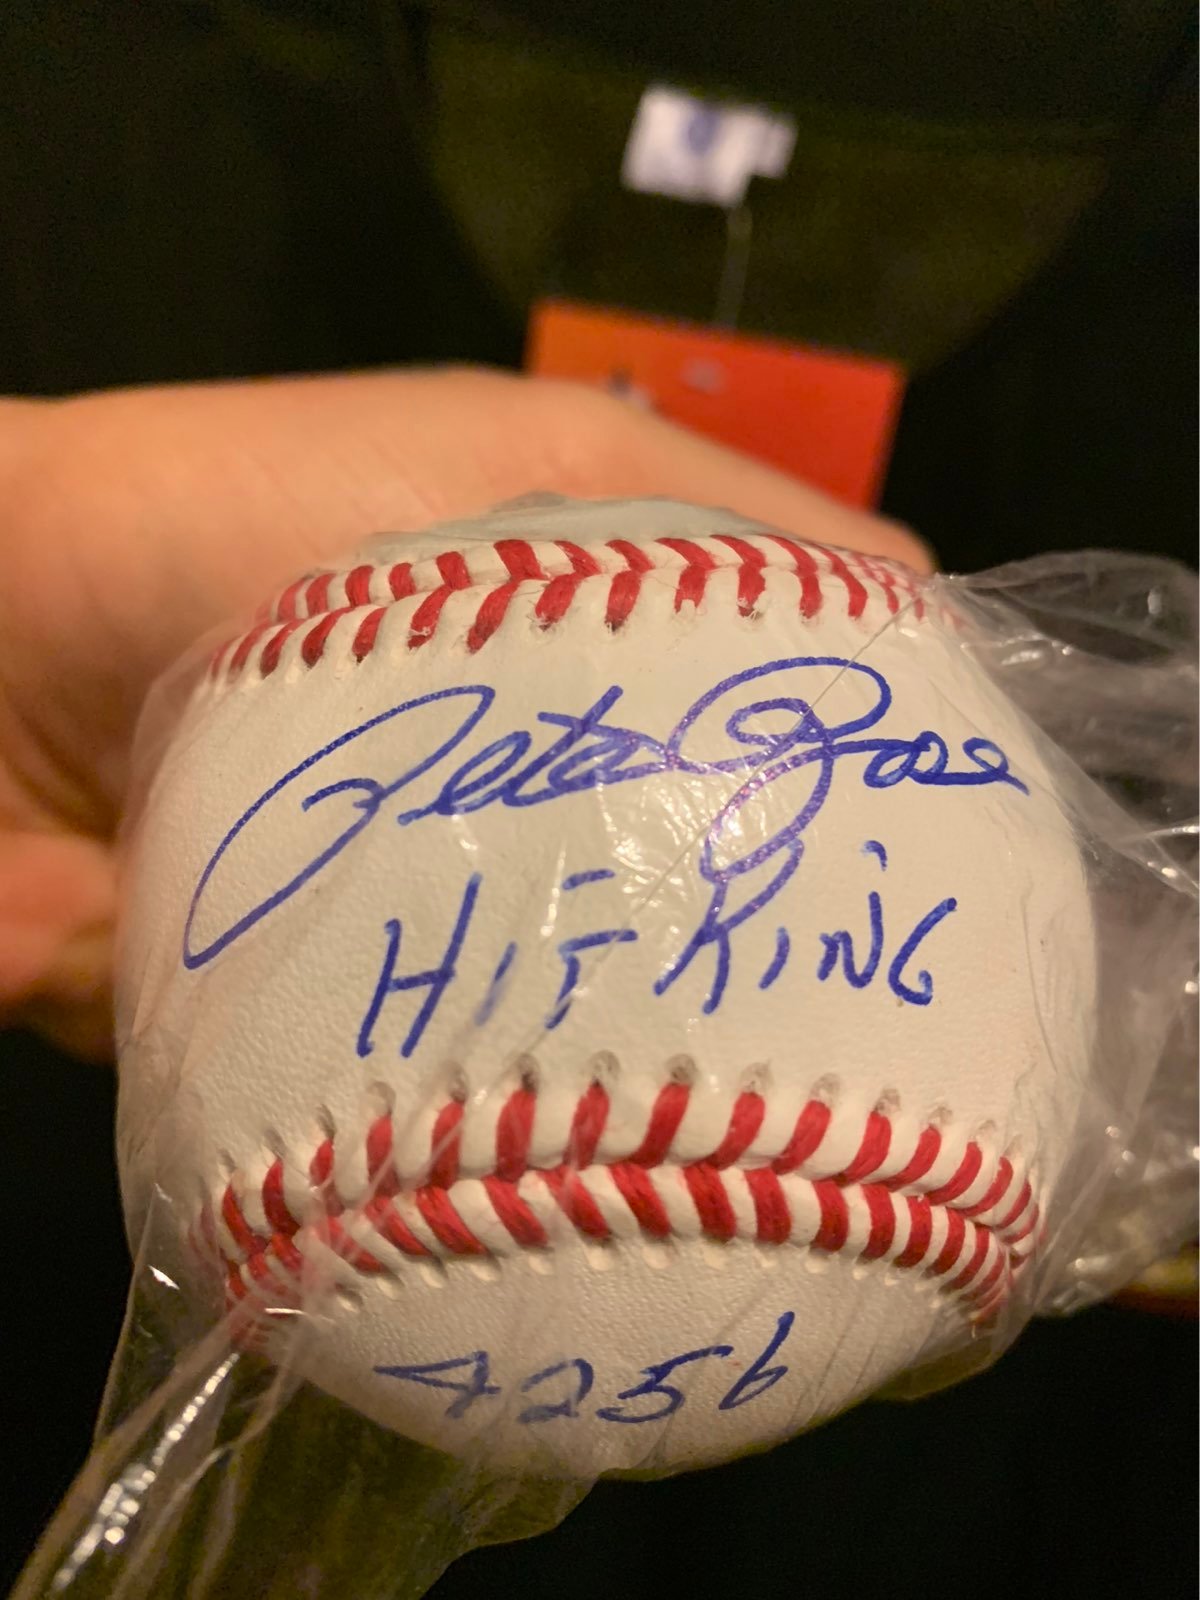 Pete Rose
HIT KING
4256